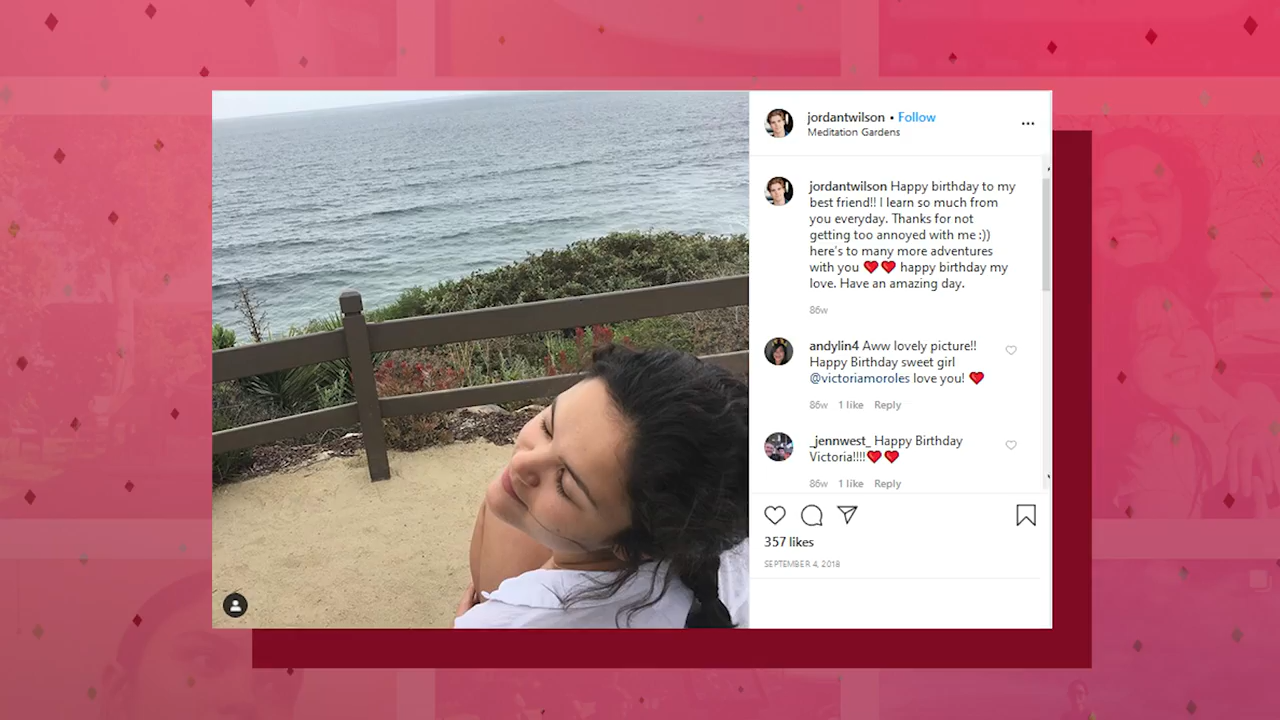 jordantwilson • Follow
Meditation Gardens
jordantwilson Happy birthday to my
best friend!! I learn so much from
you everyday. Thanks for not
getting too annoyed with me :))
here's to many more adventures
with you ❤️❤️ happy birthday my
love. Have an amazing day.
86w
andylin4 Aww lovely picture!!
Happy Birthday sweet girl
@victoriamoroles love you! ❤️
86w 1 like Reply
_jennwest_ Happy Birthday
Victoria!!!!❤️❤️
86w 1 like Reply
357 likes
SEPTEMBER 4, 2018